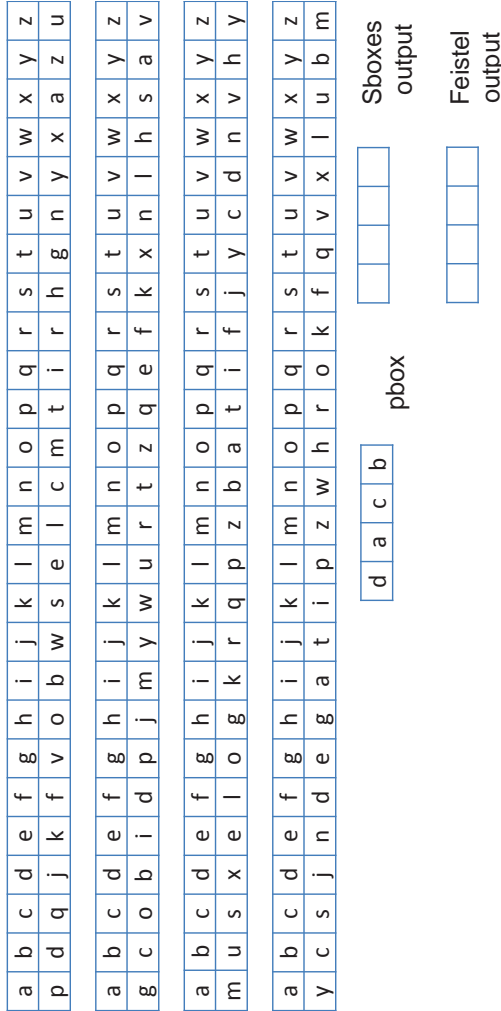 a b c d e f g h i j k l m n o p q r s t u v w x y z
p d q j k f v o b w s e l c m t i r h g n y x a z u
a b c d e f g h i j k l m n o p q r s t u v w x y z
g c o b i d p j m y w u r t z q e f k x n l h s a v
a b c d e f g h i j k l m n o p q r s t u v w x y z
m u s x e l o g k r q p z b a t i f j y c d n v h y
a b c d e f g h i j k l m n o p q r s t u v w x y z
y c s j n d e g a t i p z w h r o k f q v x l u b m
d a c b
pbox
Sboxes
output
Feistel
output